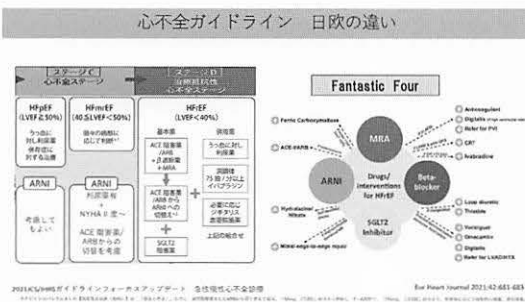 心不全ガイドライン　日欧の違い
ステージC
心不全ステージ
ステージD
治療抵抗性
心不全ステージ
HFpEF
(LVEF≧50%)
うっ血に
対し利尿薬
併存症に
対する治療
HFmrEF
(40≦LVEF<50%)
個々の病態に
応じて判断
HFrEF
(LVEF<40%)
基本薬
ACE阻害薬
/ARB
+β遮断薬
+MRA
ACE阻害薬
/ARBから
ARNIへの
切替え
SGLT2
阻害薬
併用薬
うっ血に対し
利尿薬
洞調律
75拍/分以上
イバブラジン
必要に応じ
ジギタリス
血管拡張薬
ARNI
考慮して
もよい
ARNI
利尿薬有
+
NYHA II度～
ACE阻害薬/
ARBからの
切替を考慮
Fantastic Four
MRA
ARNI
Beta-
blocker
SGLT2
Inhibitor
Drugs/
interventions
for HFrEF
Ferric Carboxymaltose
ACE-I/ARB
Hydralazine/
Nitrate
Mitral edge-to-edge repair
Anticoagulant
Digitalis
Refer for PVI
CRT
Ivabradine
Loop diuretic
Thiazide
Vericiguat
Omecamtiv
Digitalis
Refer for LVAD/HTX
2021JCS/JHFSガイドラインフォーカスアップデート　急性慢性心不全診療
Eur Heart Journal 2021;42:681-683